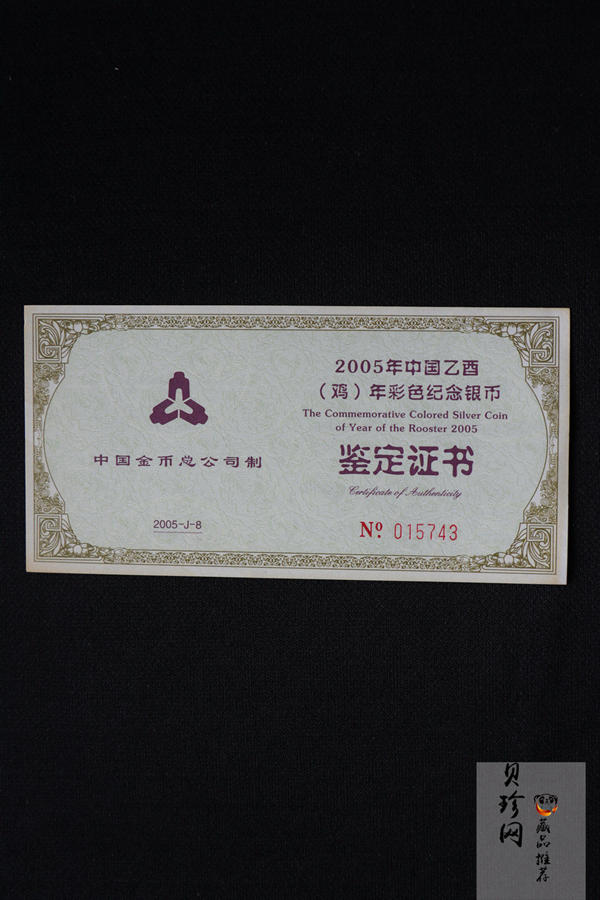 中国金币总公司制
2005-J-8
2005年中国乙酉
（鸡）年彩色纪念银币
The Commemorative Colored Silver Coin
of Year of the Rooster 2005
鉴定证书
Certificate of Authenticity
Nº 015743
贝珍网
藏品推荐